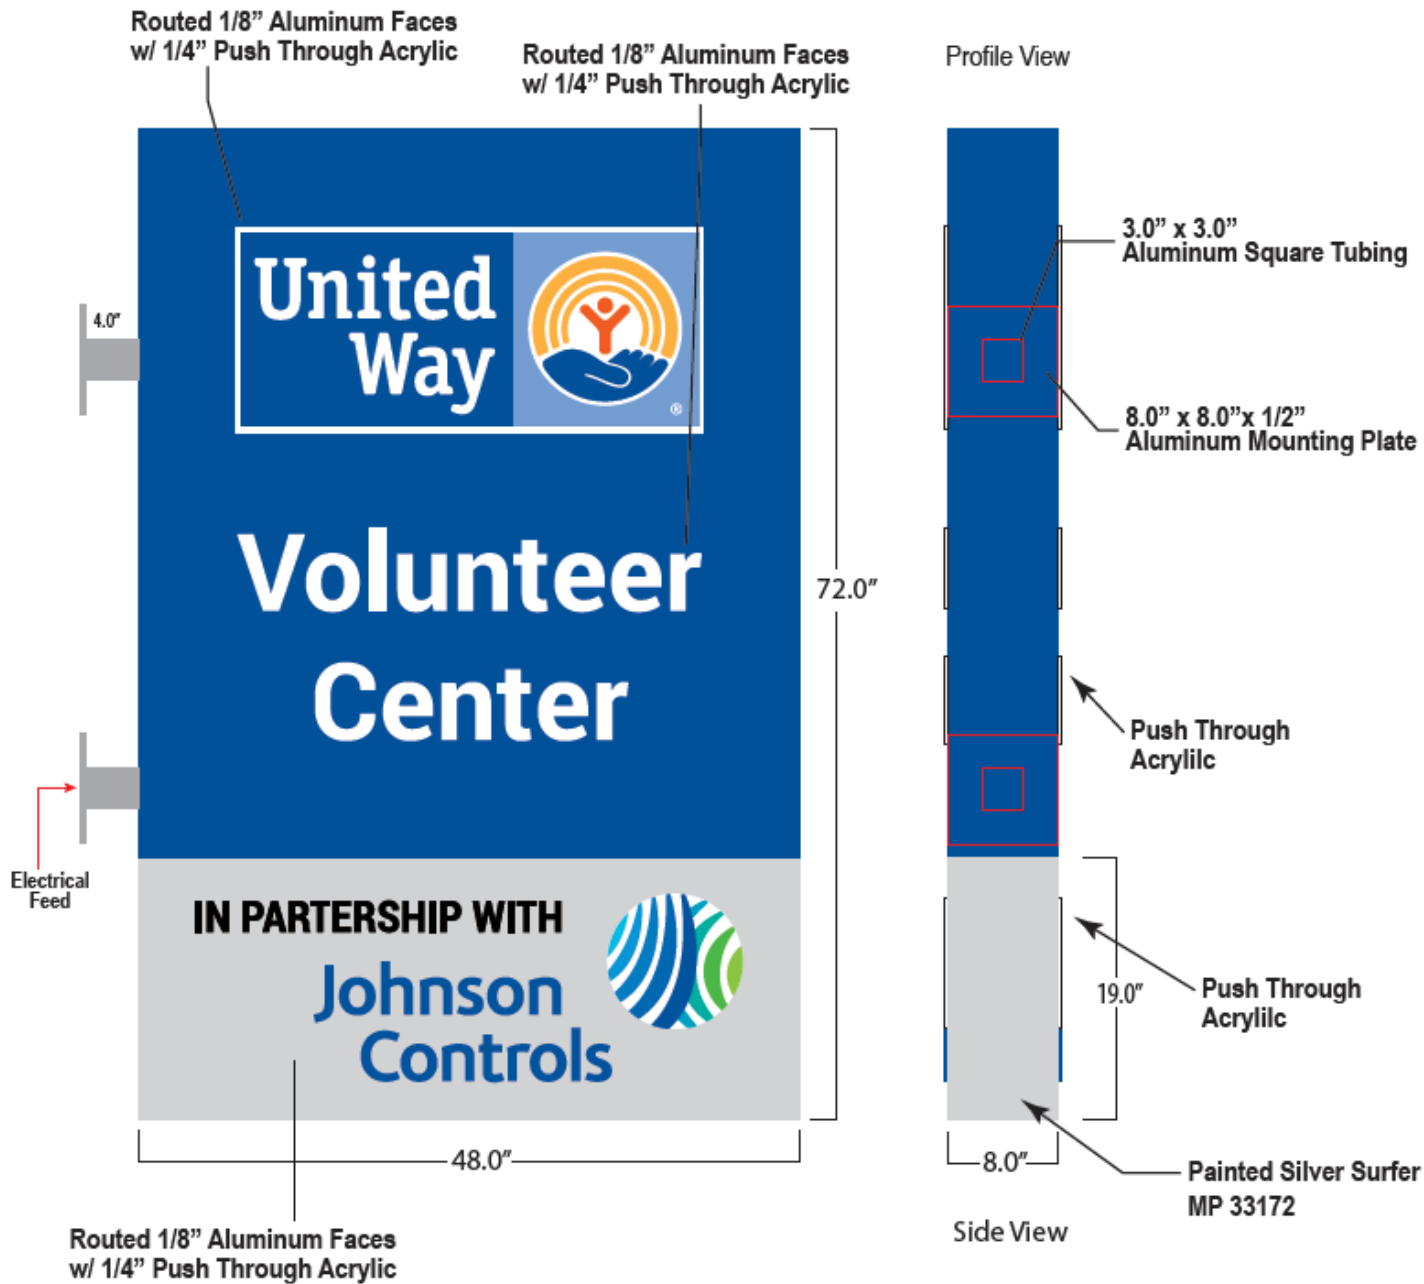 Routed 1/8” Aluminum Faces
w/ 1/4” Push Through Acrylic
Routed 1/8” Aluminum Faces
w/ 1/4” Push Through Acrylic
Profile View
United
Way
®
4.0”
3.0” x 3.0”
Aluminum Square Tubing
8.0” x 8.0”x 1/2”
Aluminum Mounting Plate
Volunteer
Center
72.0”
Push Through
Acrylilc
Electrical
Feed
IN PARTERSHIP WITH
Johnson
Controls
19.0”
Push Through
Acrylilc
48.0”
8.0”
Painted Silver Surfer
MP 33172
Side View
Routed 1/8” Aluminum Faces
w/ 1/4” Push Through Acrylic